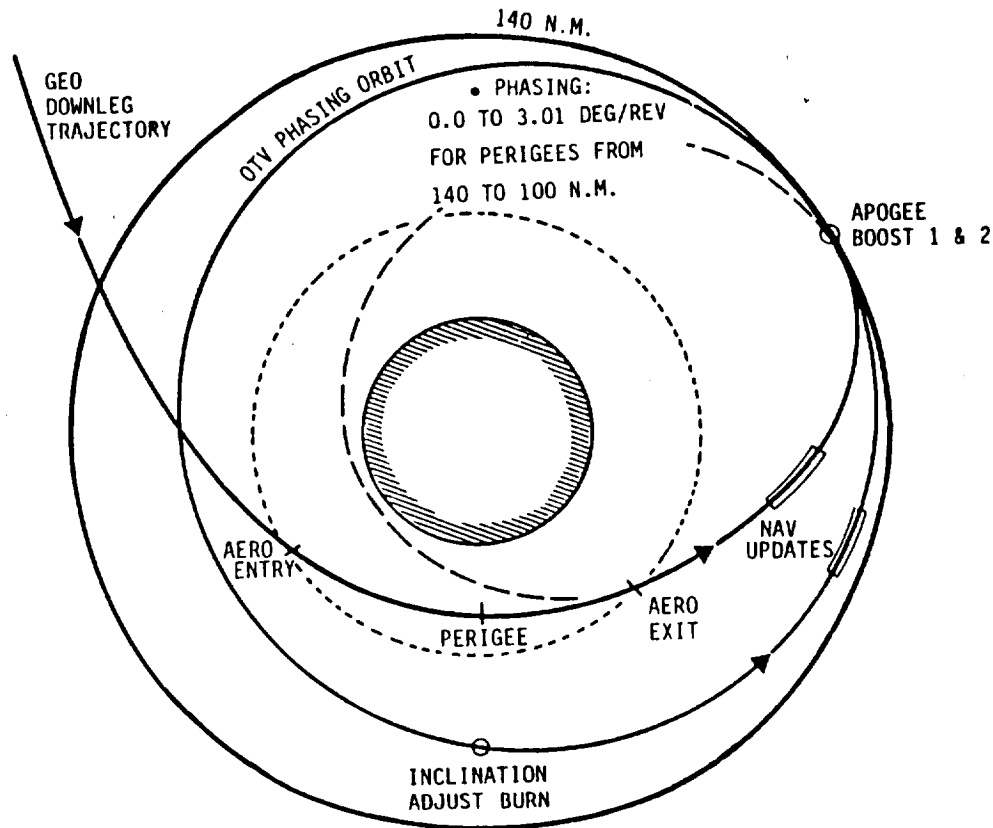 140 N.M.
GEO
DOWNLEG
TRAJECTORY
OTV PHASING ORBIT
• PHASING:
0.0 TO 3.01 DEG/REV
FOR PERIGEES FROM
140 TO 100 N.M.
APOGEE
BOOST 1 & 2
NAV
UPDATES
AERO
ENTRY
PERIGEE
AERO
EXIT
INCLINATION
ADJUST BURN